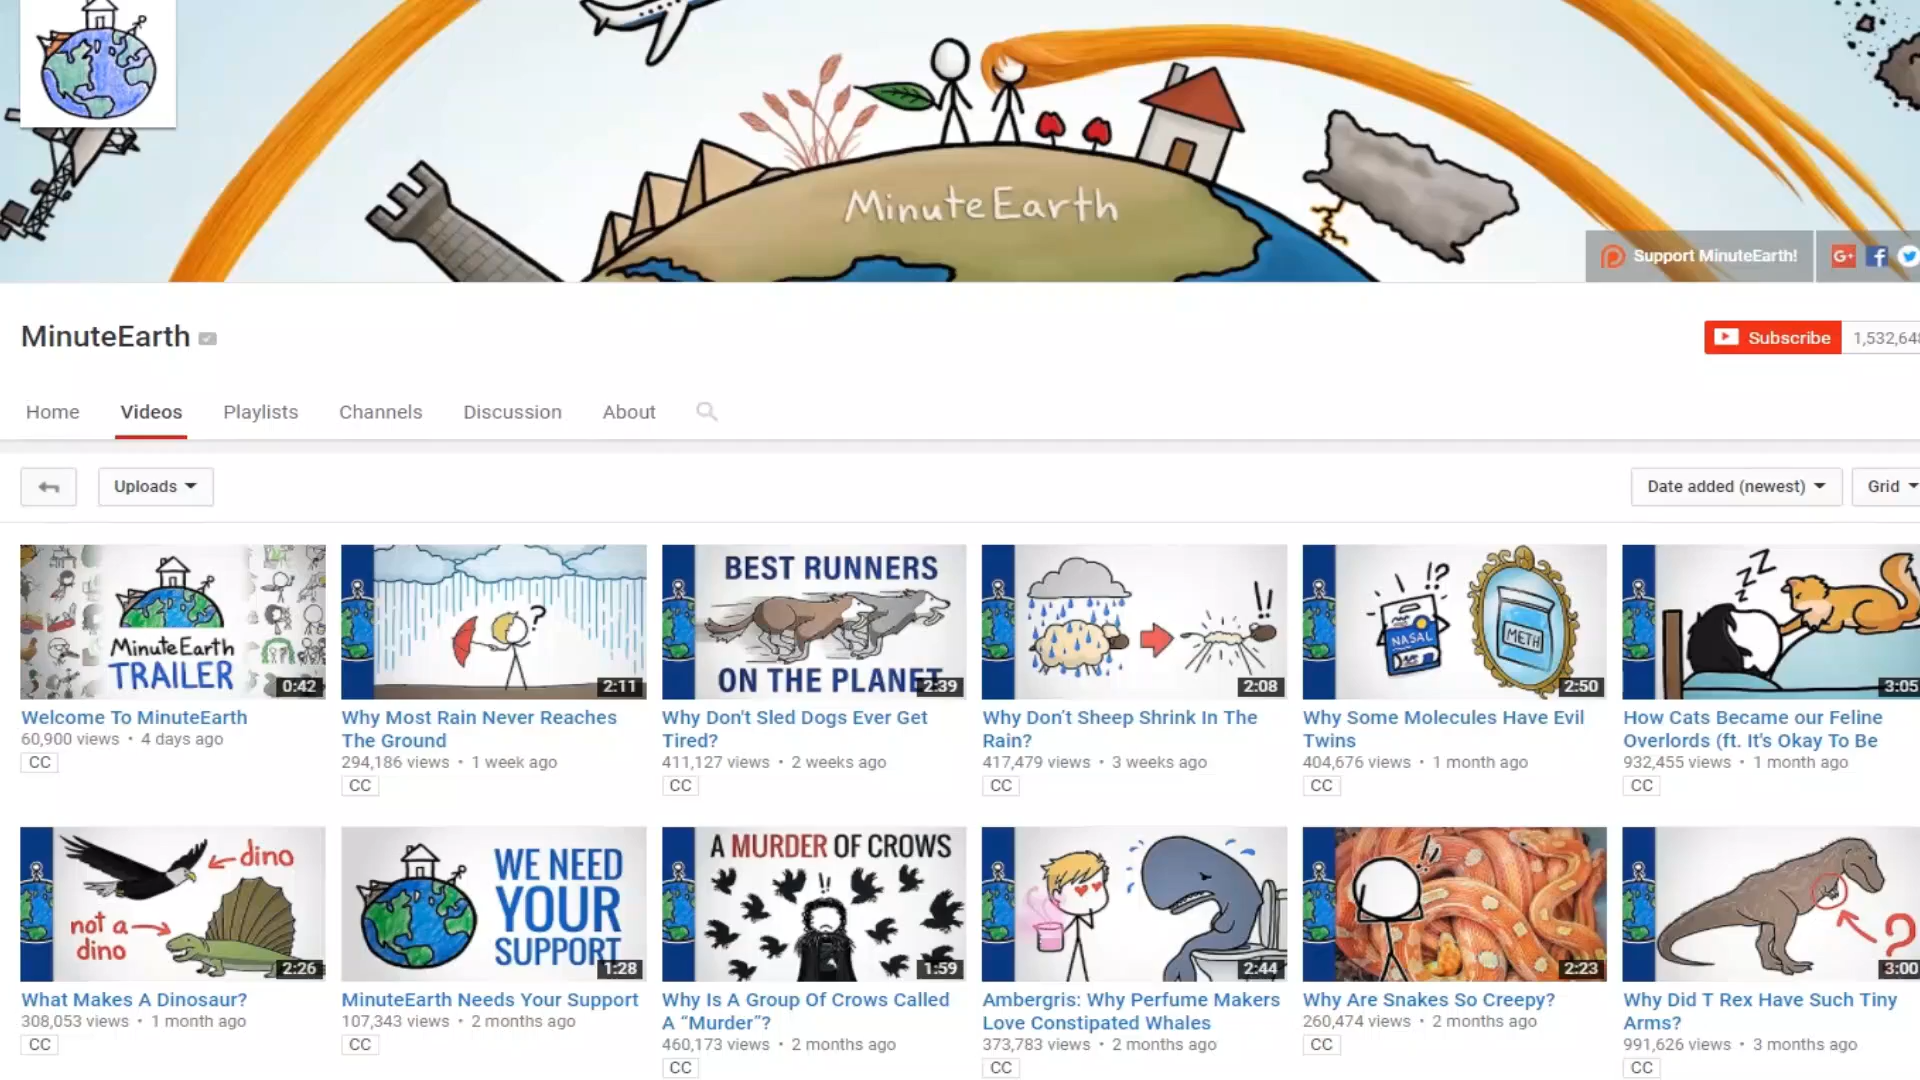 MinuteEarth
Support MinuteEarth!
G+
MinuteEarth
Subscribe
1,532,648
Home
Videos
Playlists
Channels
Discussion
About
Uploads
Date added (newest)
Grid
MinuteEarth
TRAILER
0:42
?
2:11
BEST RUNNERS
ON THE PLANET
2:39
!!
2:08
!?
NASAL
METH
2:50
ZZZ
3:05
Welcome To MinuteEarth
60,900 views • 4 days ago
CC
Why Most Rain Never Reaches
The Ground
294,186 views • 1 week ago
CC
Why Don't Sled Dogs Ever Get
Tired?
411,127 views • 2 weeks ago
CC
Why Don’t Sheep Shrink In The
Rain?
417,479 views • 3 weeks ago
CC
Why Some Molecules Have Evil
Twins
404,676 views • 1 month ago
CC
How Cats Became our Feline
Overlords (ft. It's Okay To Be
932,455 views • 1 month ago
CC
dino
not a
dino
2:26
WE NEED
YOUR
SUPPORT
1:28
A MURDER OF CROWS
!!
1:59
2:44
!!
2:23
?
3:00
What Makes A Dinosaur?
308,053 views • 1 month ago
CC
MinuteEarth Needs Your Support
107,343 views • 2 months ago
CC
Why Is A Group Of Crows Called
A “Murder”?
460,173 views • 2 months ago
CC
Ambergris: Why Perfume Makers
Love Constipated Whales
373,783 views • 2 months ago
CC
Why Are Snakes So Creepy?
260,474 views • 2 months ago
CC
Why Did T Rex Have Such Tiny
Arms?
991,626 views • 3 months ago
CC